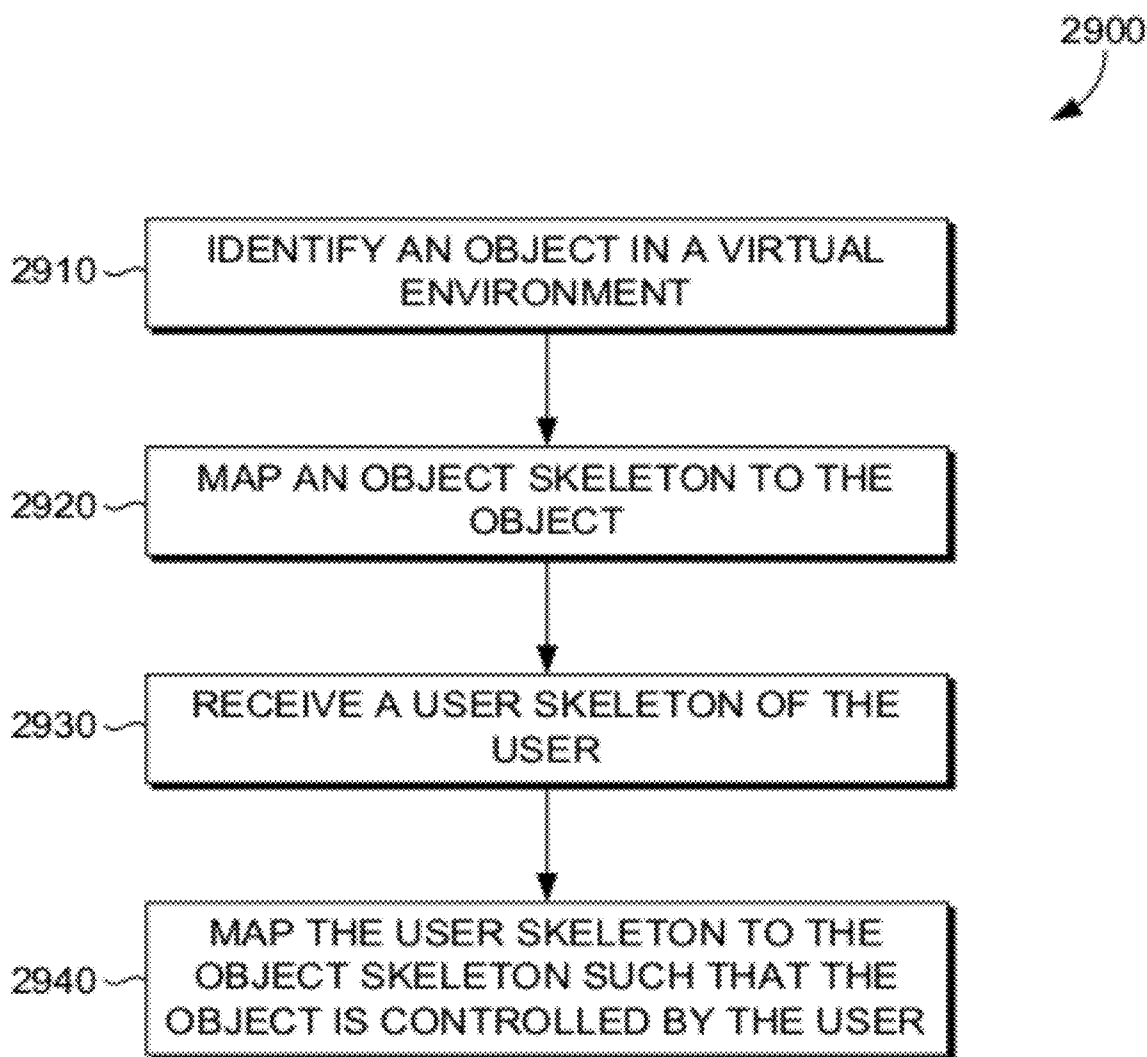 2900
2910
IDENTIFY AN OBJECT IN A VIRTUAL
ENVIRONMENT
2920
MAP AN OBJECT SKELETON TO THE
OBJECT
2930
RECEIVE A USER SKELETON OF THE
USER
2940
MAP THE USER SKELETON TO THE
OBJECT SKELETON SUCH THAT THE
OBJECT IS CONTROLLED BY THE USER